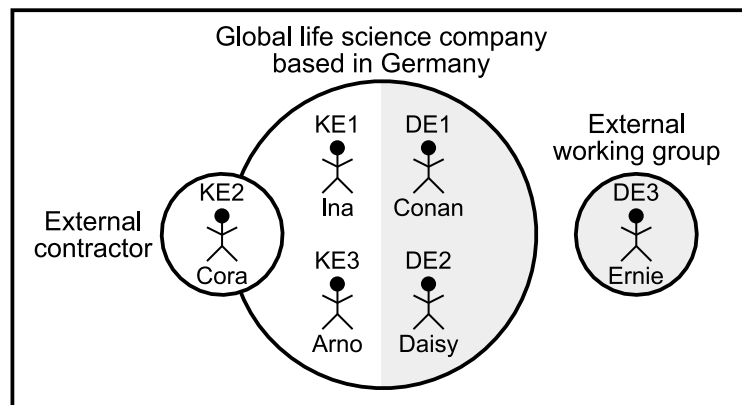 Global life science company
based in Germany
KE1
DE1
External
working group
KE2
DE3
Ina
Conan
External
contractor
KE3
DE2
Cora
Ernie
Arno
Daisy